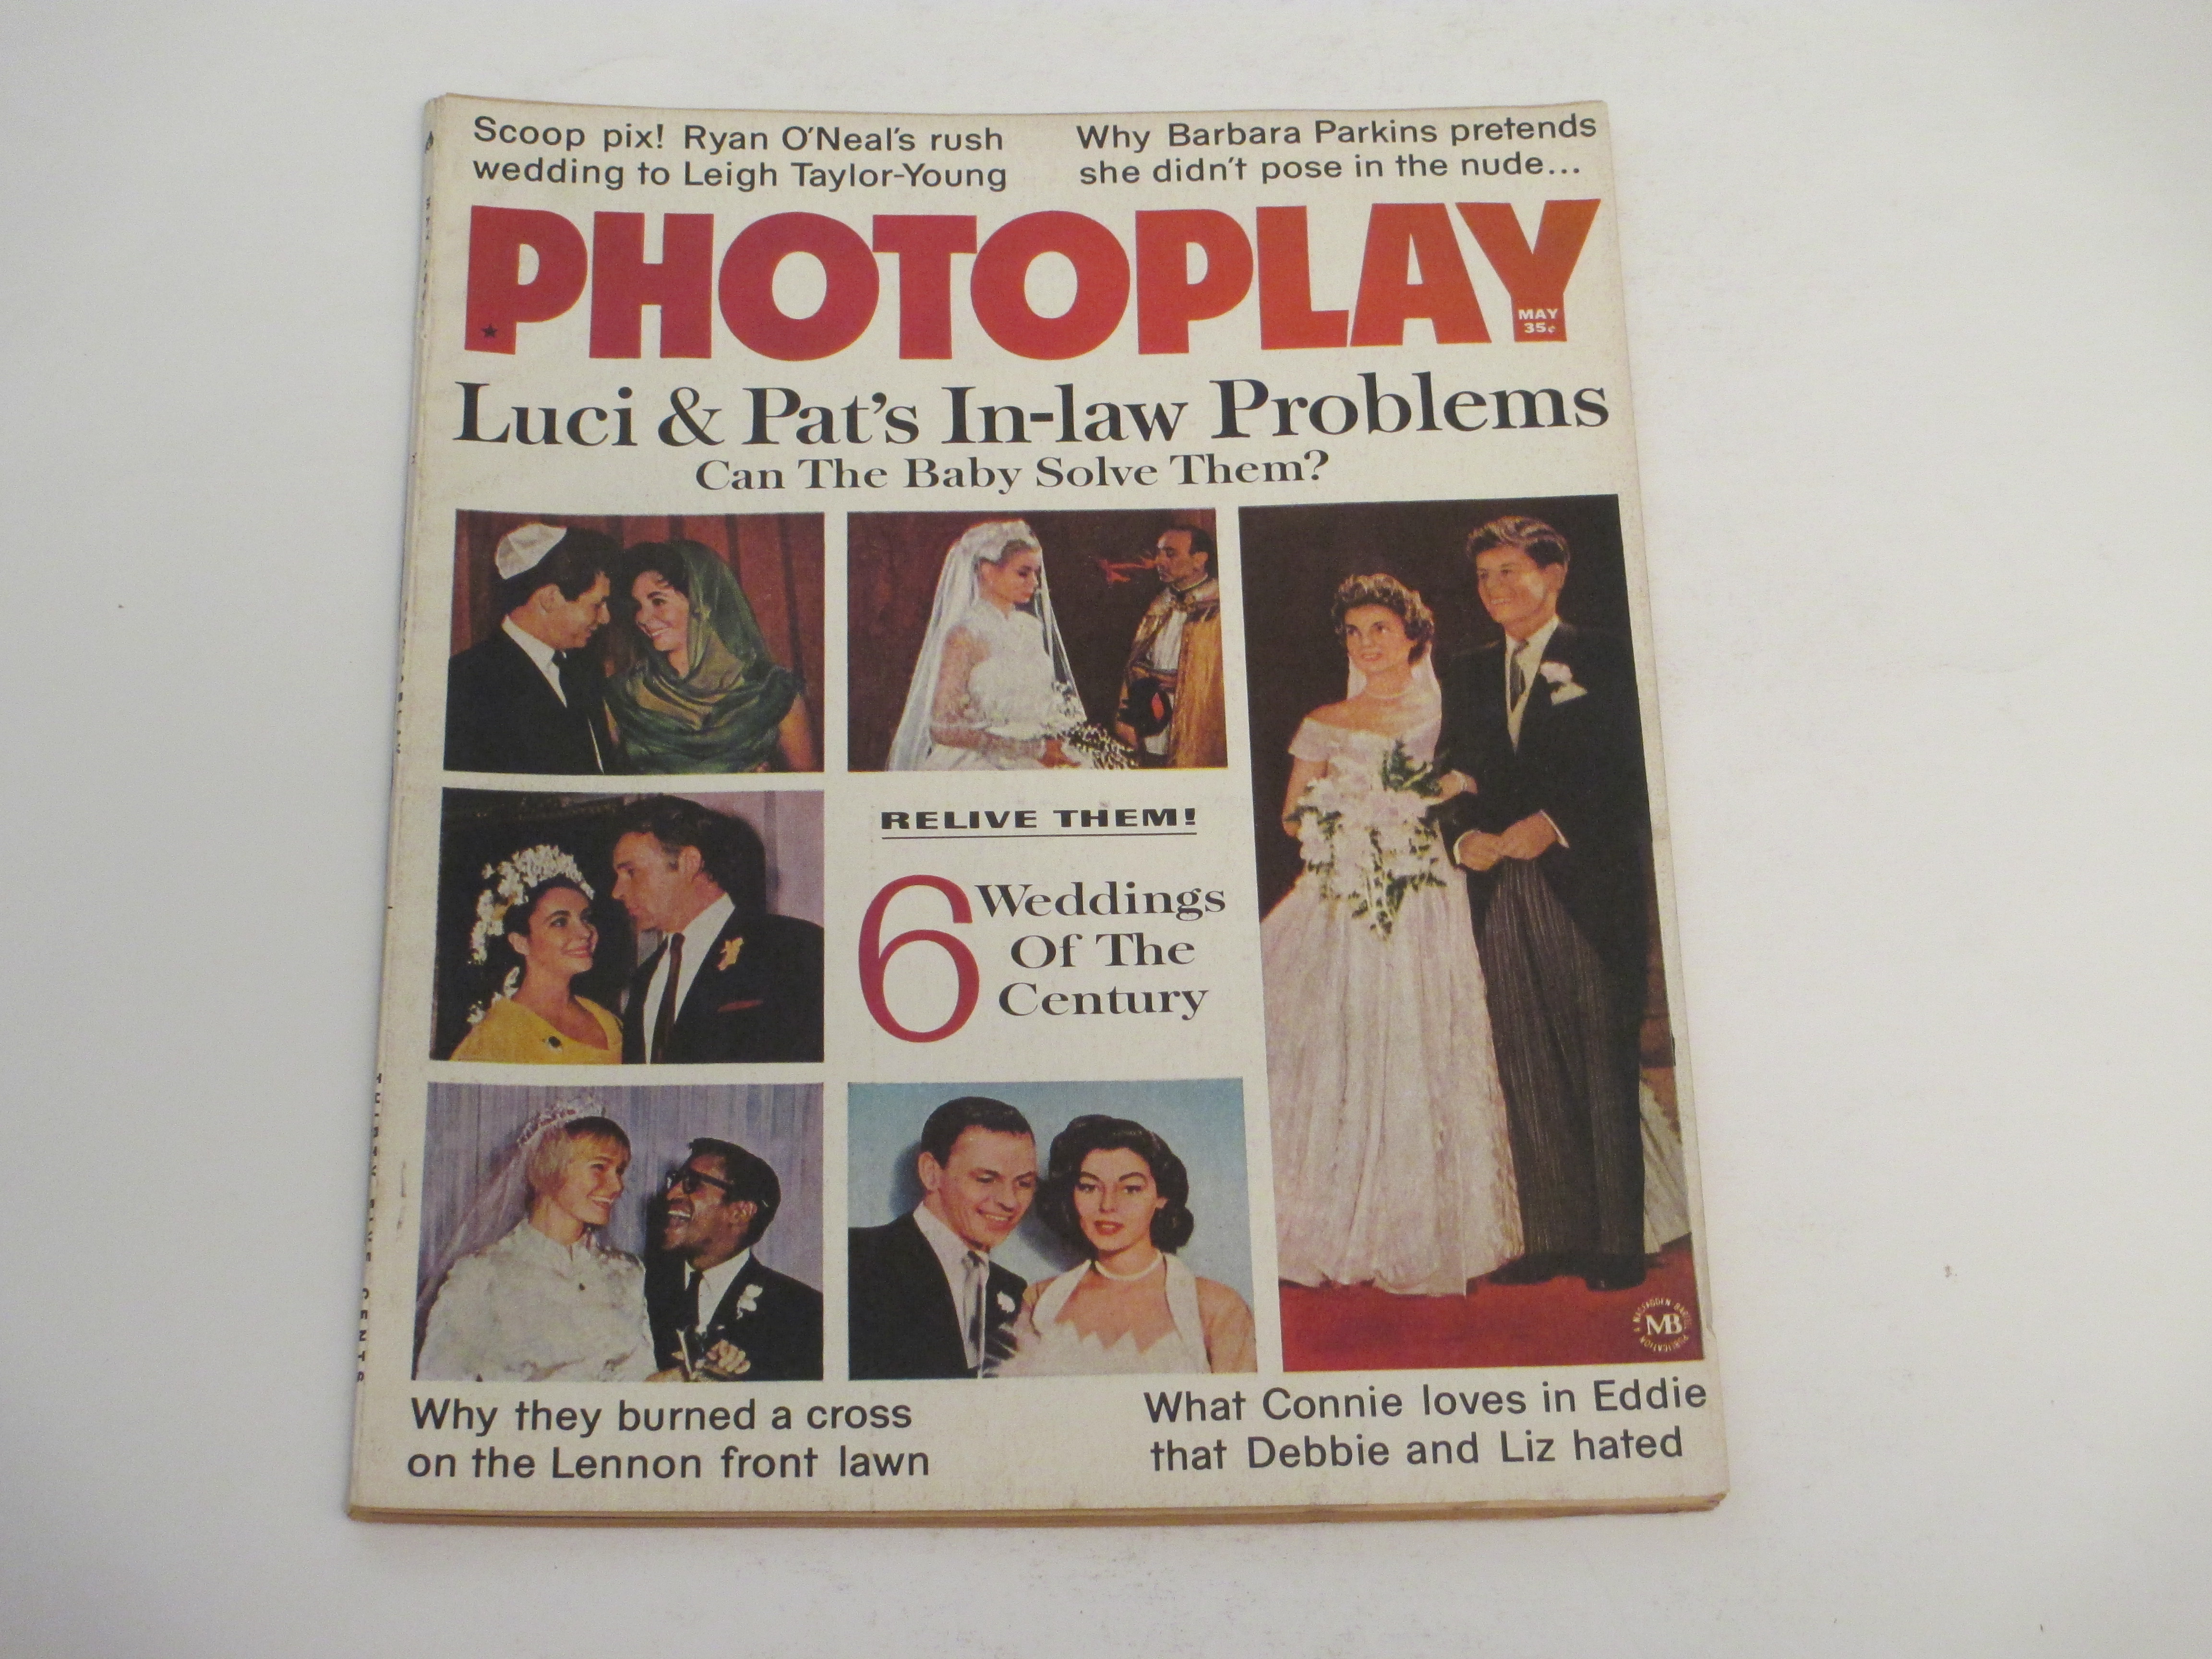 Scoop pix! Ryan O'Neal's rush
wedding to Leigh Taylor-Young
Why Barbara Parkins pretends
she didn't pose in the nude...
PHOTOPLAY
MAY
35¢
Luci & Pat's In-law Problems
Can The Baby Solve Them?
RELIVE THEM!
6 Weddings
Of The
Century
MB
Why they burned a cross
on the Lennon front lawn
What Connie loves in Eddie
that Debbie and Liz hated
THIRTY-FIVE CENTS